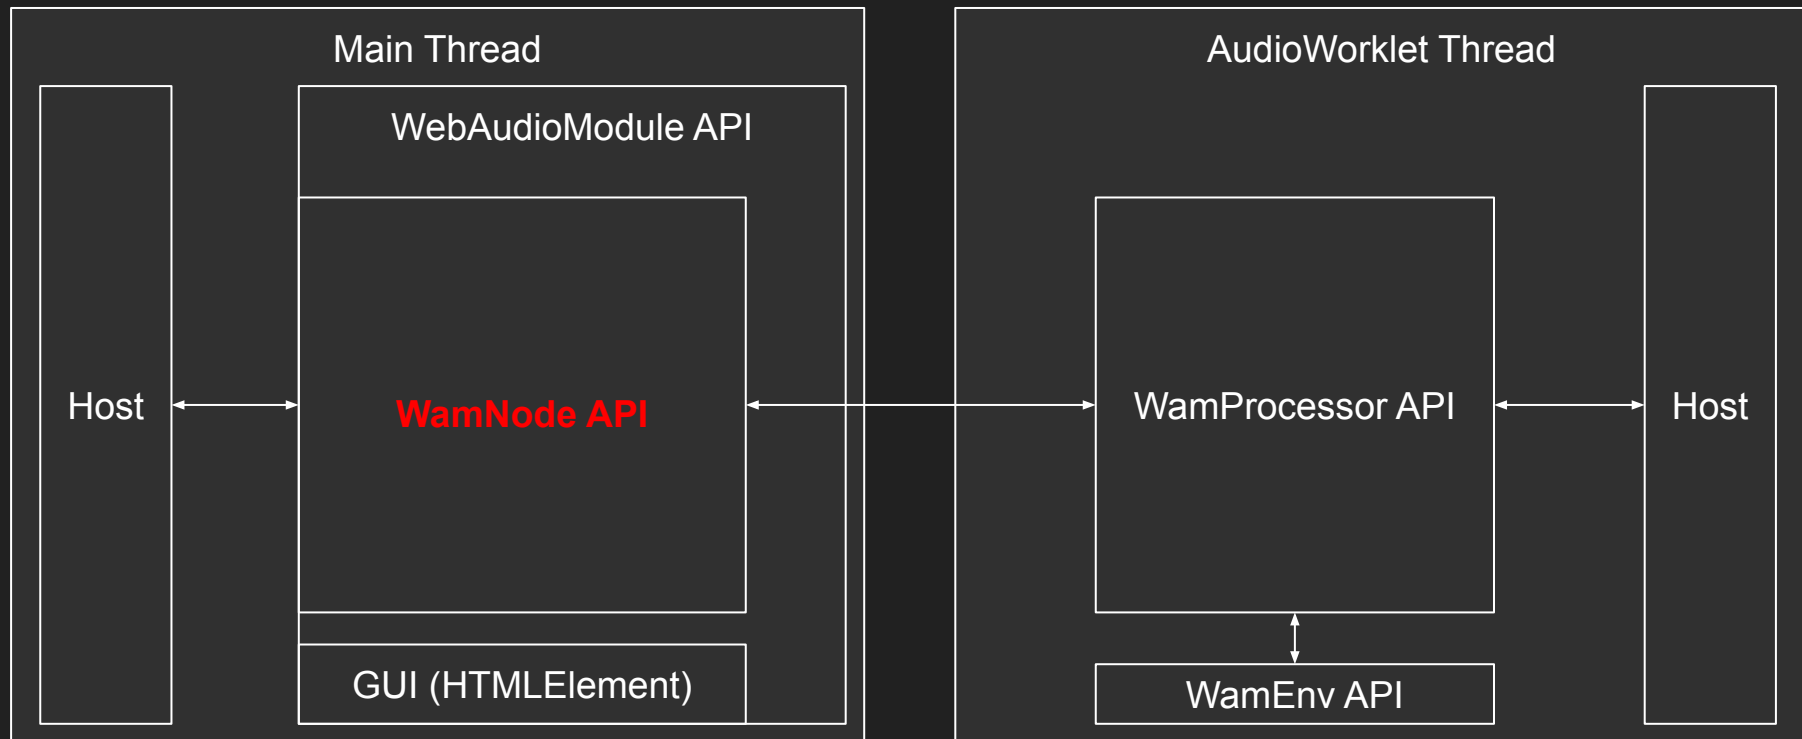 Main Thread
AudioWorklet Thread
WebAudioModule API
Host
WamNode API
WamProcessor API
Host
GUI (HTMLElement)
WamEnv API